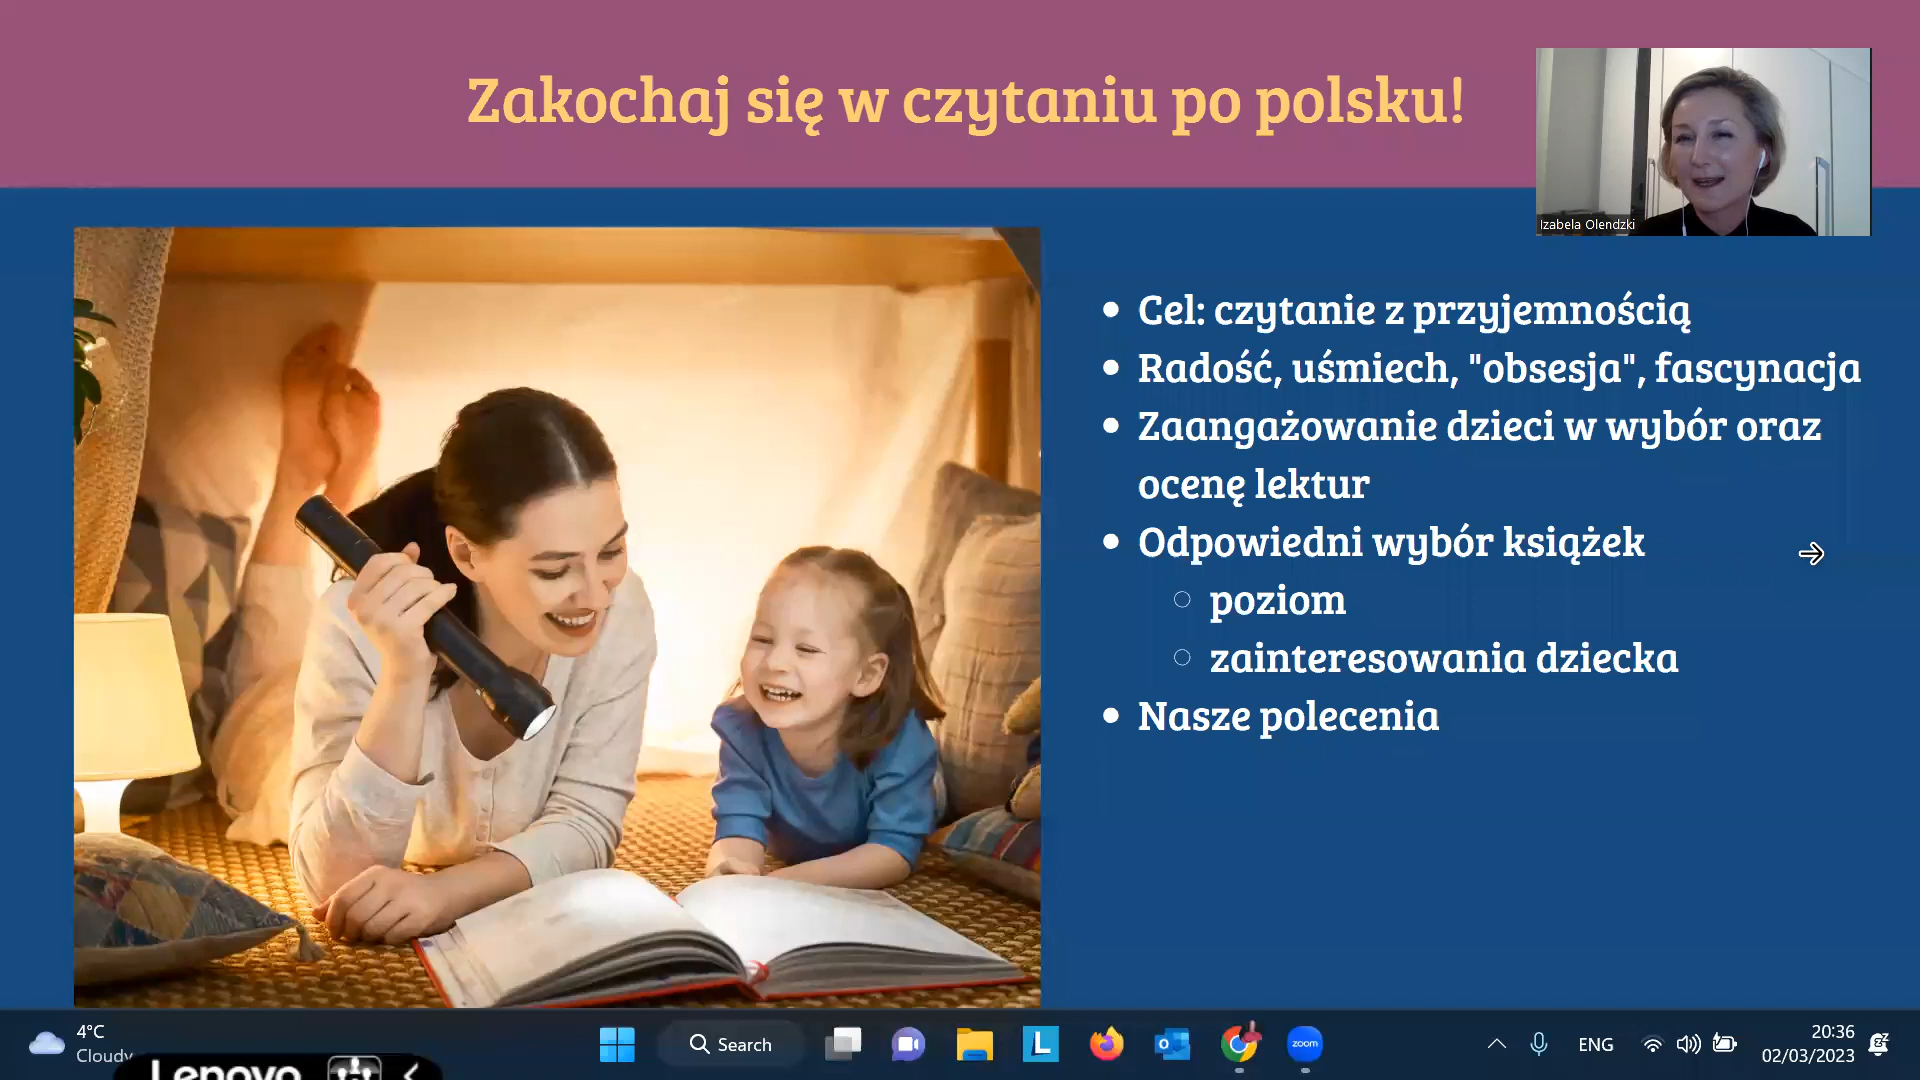 Zakochaj się w czytaniu po polsku!
Izabela Olendzki
• Cel: czytanie z przyjemnością
• Radość, uśmiech, "obsesja", fascynacja
• Zaangażowanie dzieci w wybór oraz
ocenę lektur
• Odpowiedni wybór książek
○ poziom
○ zainteresowania dziecka
• Nasze polecenia
4°C
Cloudy
Lenovo
Search
L
zoom
ENG
20:36
02/03/2023